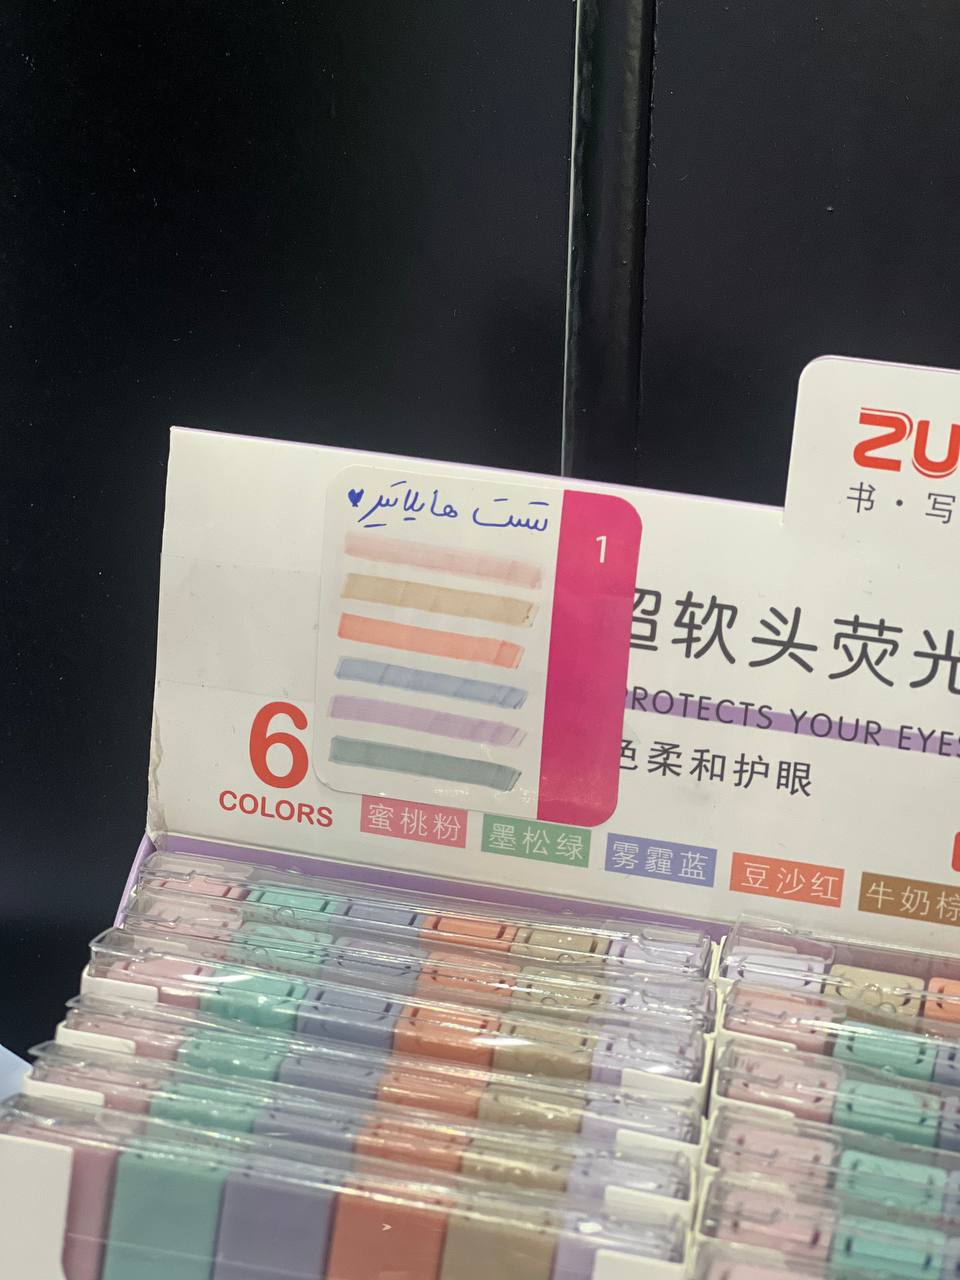 ZU
书·写
تست هایلایتر
1
超软头荧光
PROTECTS YOUR EYES
色柔和护眼
6
COLORS
蜜桃粉
墨松绿
雾霾蓝
豆沙红
牛奶棕